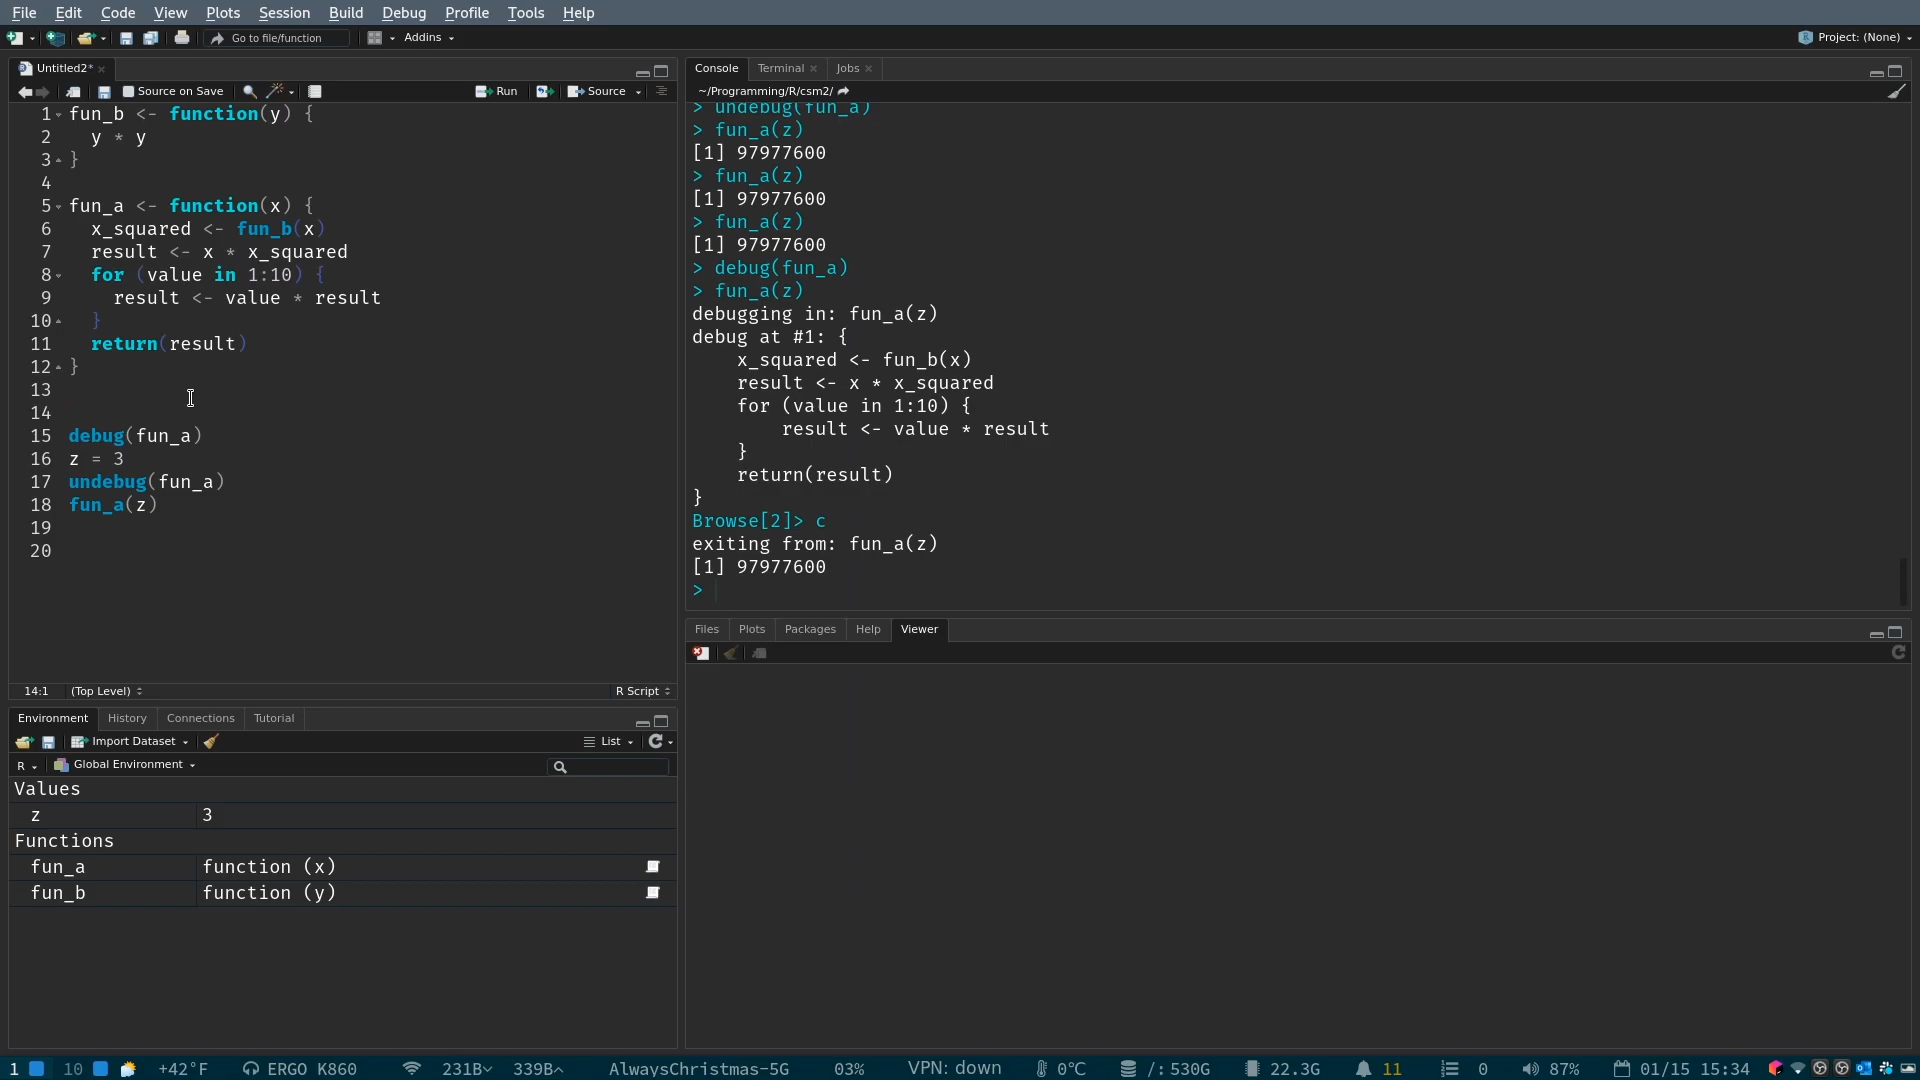 File Edit Code View Plots Session Build Debug Profile Tools Help
Go to file/function Addins Project: (None)
Untitled2*
Source on Save Run Source
1 fun_b <- function(y) {
2 y * y
3 }
4
5 fun_a <- function(x) {
6 x_squared <- fun_b(x)
7 result <- x * x_squared
8 for (value in 1:10) {
9 result <- value * result
10 }
11 return(result)
12 }
13
14
15 debug(fun_a)
16 z = 3
17 undebug(fun_a)
18 fun_a(z)
19
20
14:1 (Top Level) R Script
Environment History Connections Tutorial
Import Dataset List
R Global Environment
Values
z 3
Functions
fun_a function (x)
fun_b function (y)
Console Terminal Jobs
~/Programming/R/csm2/
> undebug(fun_a)
> fun_a(z)
[1] 97977600
> fun_a(z)
[1] 97977600
> fun_a(z)
[1] 97977600
> debug(fun_a)
> fun_a(z)
debugging in: fun_a(z)
debug at #1: {
x_squared <- fun_b(x)
result <- x * x_squared
for (value in 1:10) {
result <- value * result
}
return(result)
}
Browse[2]> c
exiting from: fun_a(z)
[1] 97977600
>
Files Plots Packages Help Viewer
1 10 +42°F ERGO K860 231B 339B AlwaysChristmas-5G 03% VPN: down 0°C /: 530G 22.3G 11 0 87% 01/15 15:34